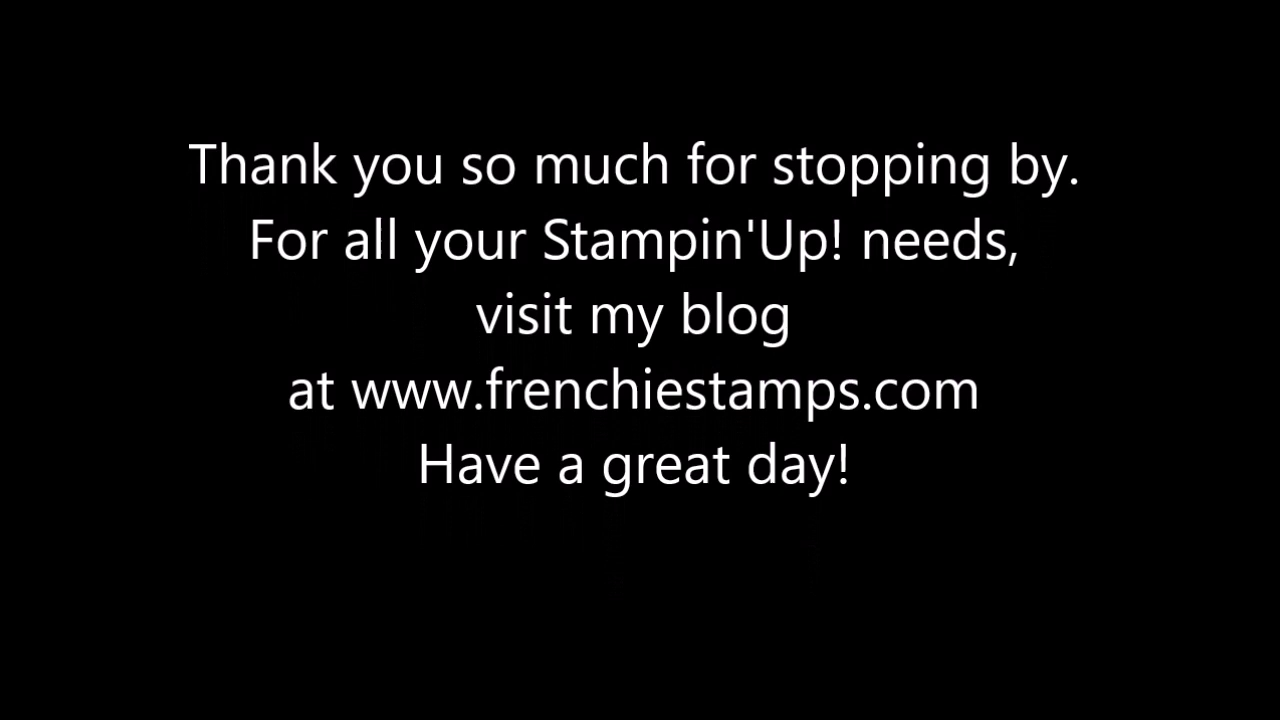 Thank you so much for stopping by.
For all your Stampin'Up! needs,
visit my blog
at www.frenchiestamps.com
Have a great day!